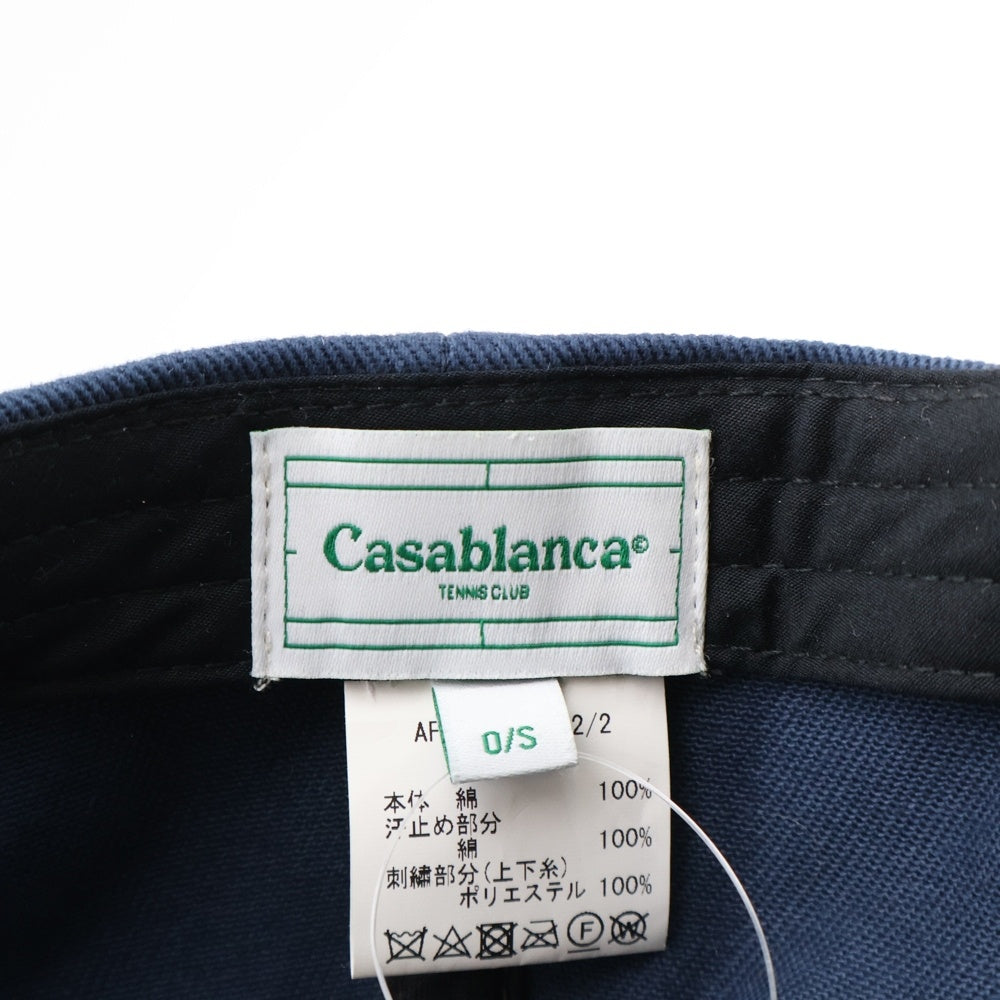 Casablanca©
TENNIS CLUB
O/S
AF 2/2
本体 綿 100%
汗止め部分
綿 100%
刺繍部分(上下糸)
ポリエステル 100%
F W